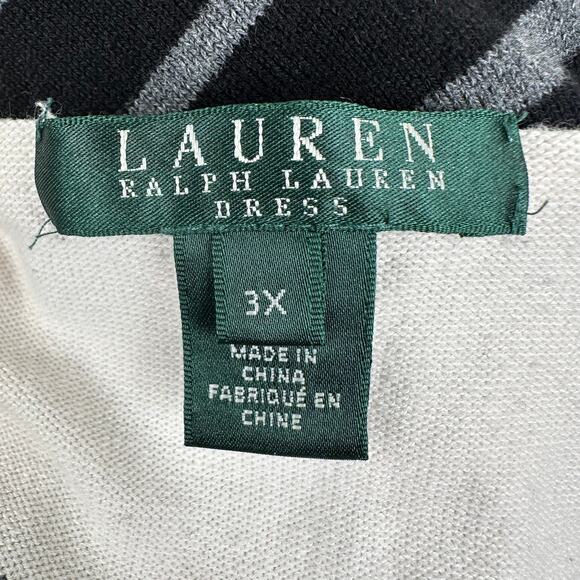 LAUREN
RALPH LAUREN
DRESS
3X
MADE IN
CHINA
FABRIQUÉ EN
CHINE